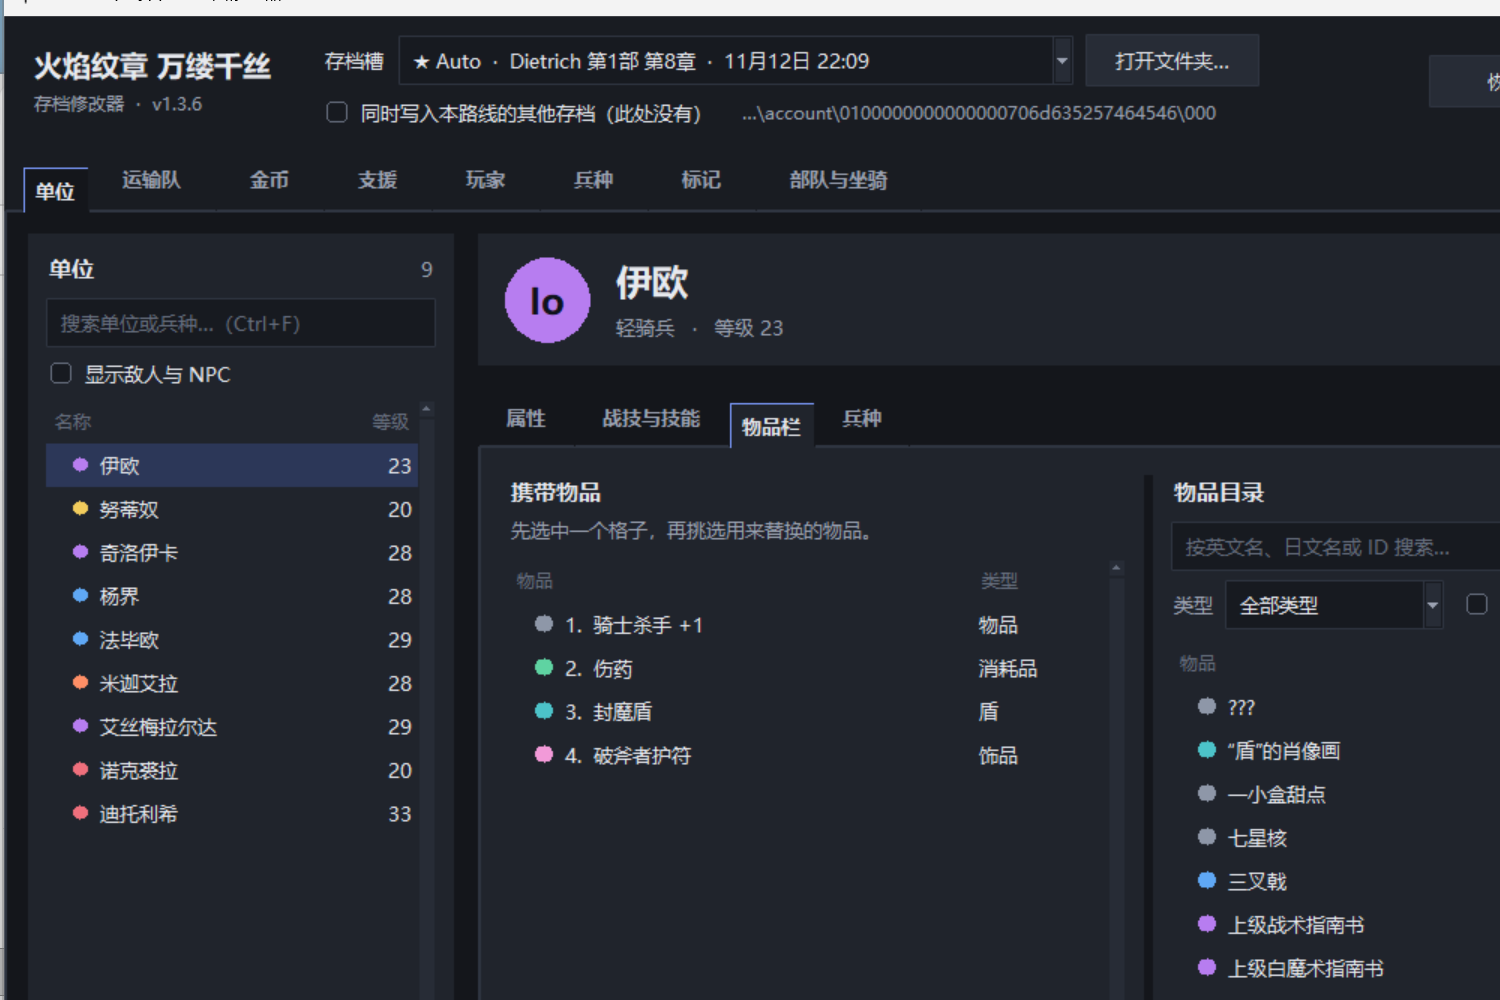 火焰纹章 万缕千丝
存档修改器 · v1.3.6
存档槽
★ Auto · Dietrich 第1部 第8章 · 11月12日 22:09
打开文件夹...
同时写入本路线的其他存档（此处没有）
...\account\0100000000000000706d635257464546\000
单位
运输队
金币
支援
玩家
兵种
标记
部队与坐骑
单位
9
搜索单位或兵种... （Ctrl+F）
显示敌人与 NPC
名称 等级
伊欧 23
努蒂奴 20
奇洛伊卡 28
杨界 28
法毕欧 29
米迦艾拉 28
艾丝梅拉尔达 29
诺克裘拉 20
迪托利希 33
Io
伊欧
轻骑兵 · 等级 23
属性
战技与技能
物品栏
兵种
携带物品
先选中一个格子，再挑选用来替换的物品。
物品 类型
1. 骑士杀手 +1 物品
2. 伤药 消耗品
3. 封魔盾 盾
4. 破斧者护符 饰品
物品目录
按英文名、日文名或 ID 搜索...
类型 全部类型
物品
???
“盾”的肖像画
一小盒甜点
七星核
三叉戟
上级战术指南书
上级白魔术指南书